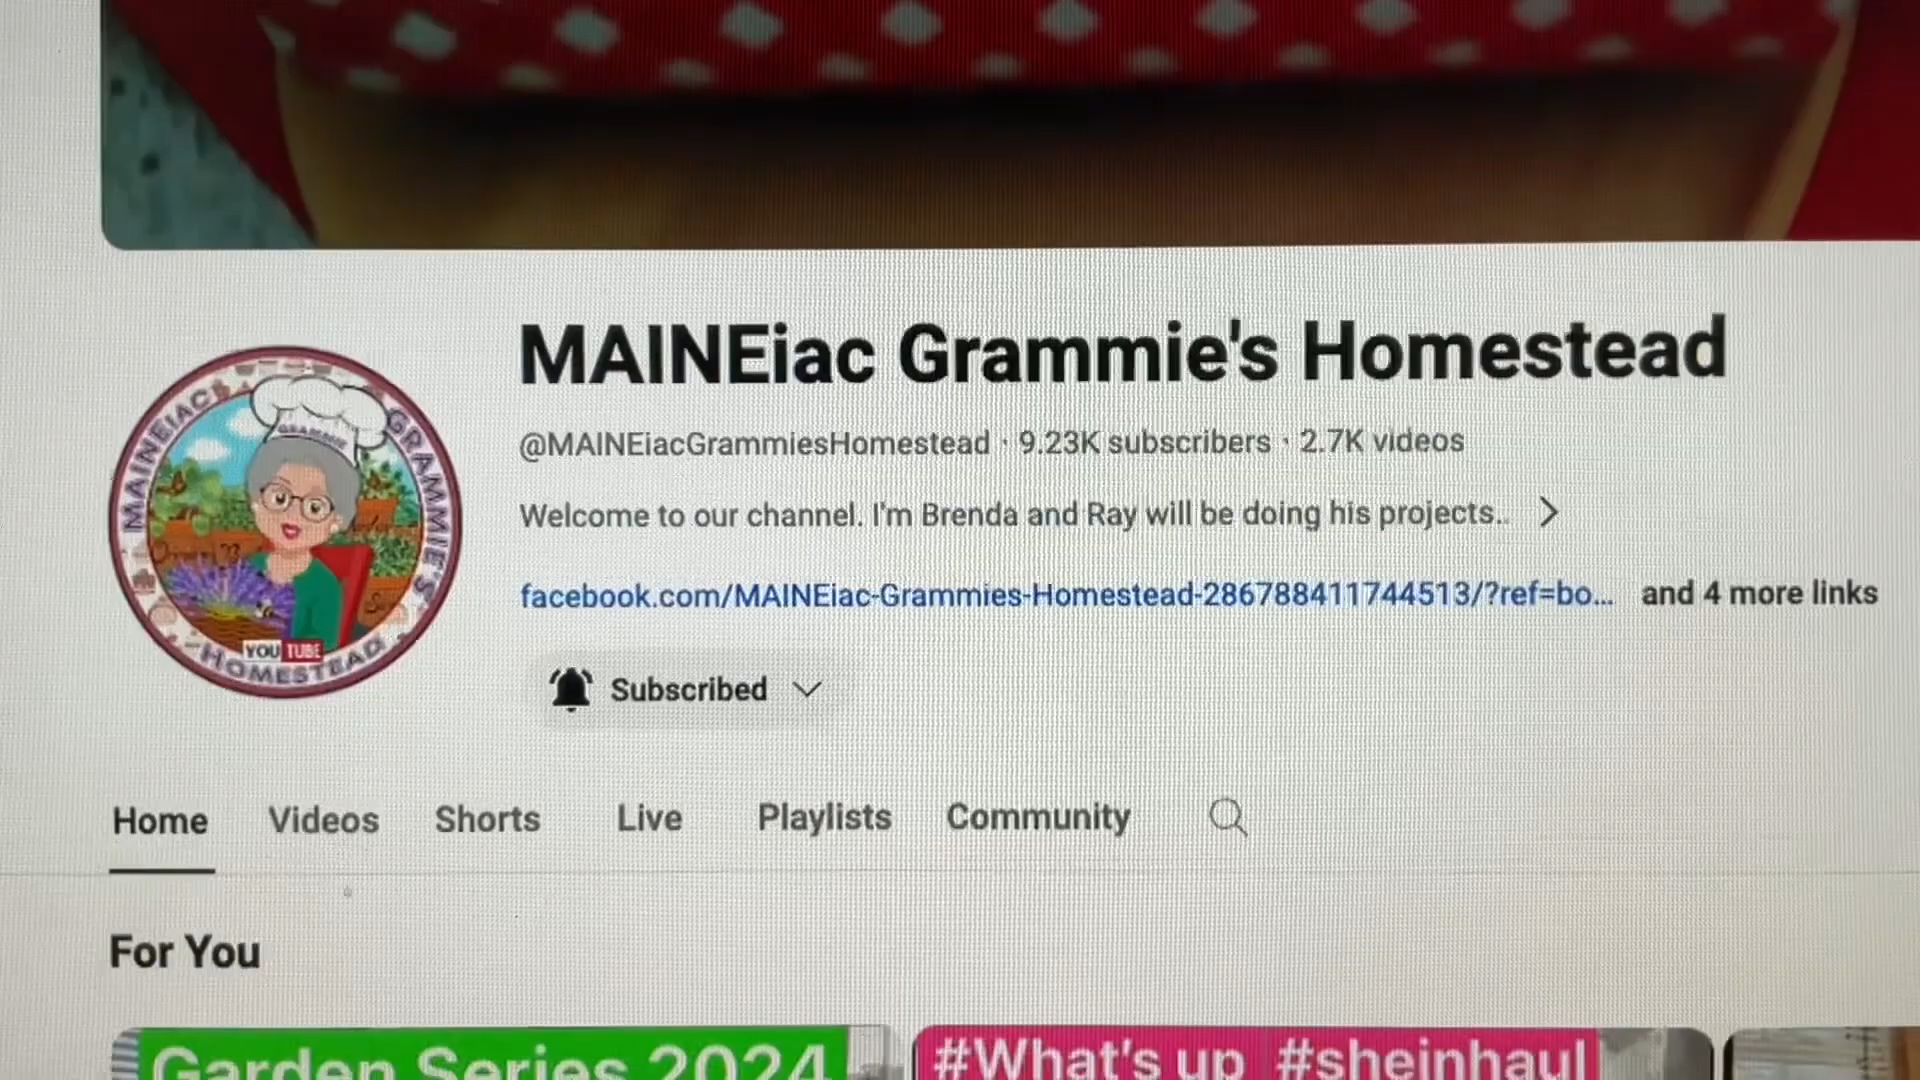 MAINEiac Grammie's Homestead
@MAINEiacGrammiesHomestead · 9.23K subscribers · 2.7K videos
Welcome to our channel. I'm Brenda and Ray will be doing his projects..
facebook.com/MAINEiac-Grammies-Homestead-286788411744513/?ref=bo... and 4 more links
MAINEIAC GRAMMIE'S
GRAMMIE
YOU TUBE
HOMESTEAD
Subscribed
Home Videos Shorts Live Playlists Community
For You
Garden Series 2024 #What's up #sheinhaul